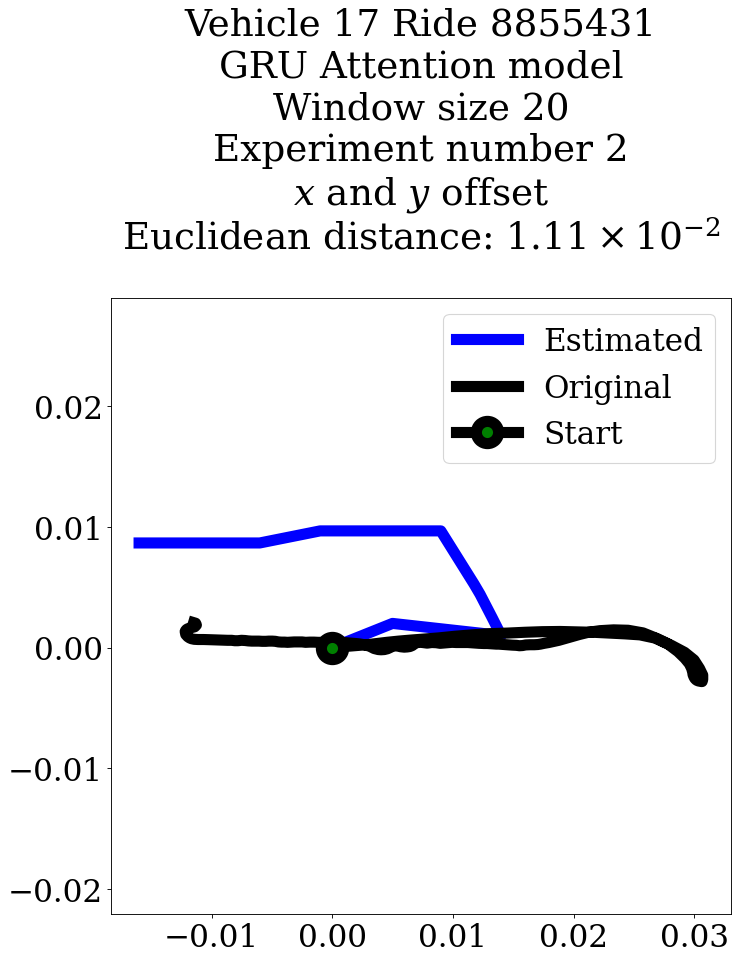 Vehicle 17 Ride 8855431
GRU Attention model
Window size 20
Experiment number 2
x and y offset
Euclidean distance: 1.11 × 10⁻²
Estimated
Original
Start
0.02
0.01
0.00
−0.01
−0.02
−0.01 0.00 0.01 0.02 0.03